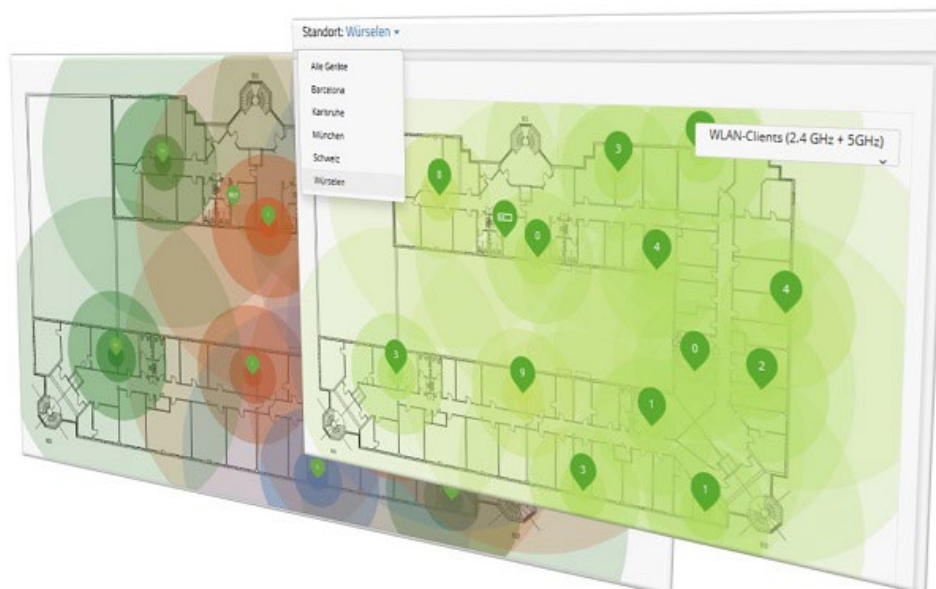 Standort: Würselen
Alle Geräte
Barcelona
Karlsruhe
München
Schweiz
Würselen
WLAN-Clients (2.4 GHz + 5GHz)
3
8
0
4
4
0
2
3
9
1
3
1